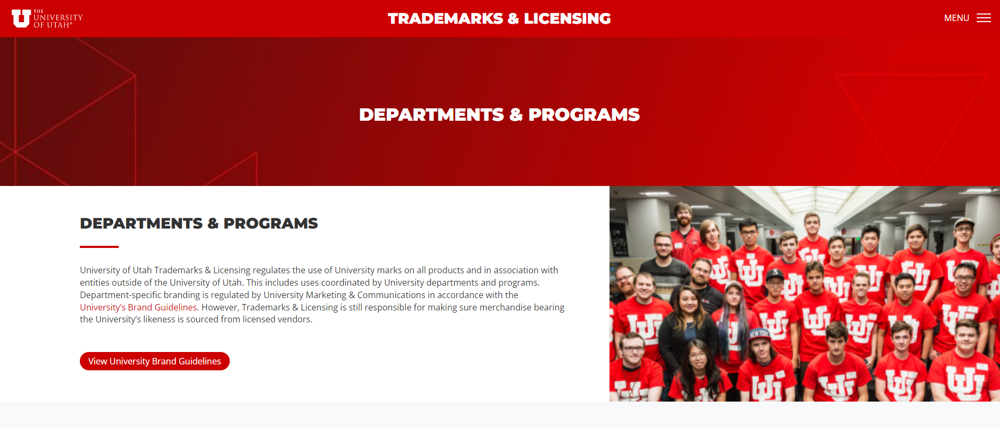 THE
UNIVERSITY
OF UTAH®
TRADEMARKS & LICENSING
MENU
DEPARTMENTS & PROGRAMS
DEPARTMENTS & PROGRAMS
University of Utah Trademarks & Licensing regulates the use of University marks on all products and in association with
entities outside of the University of Utah. This includes uses coordinated by University departments and programs.
Department-specific branding is regulated by University Marketing & Communications in accordance with the
University’s Brand Guidelines. However, Trademarks & Licensing is still responsible for making sure merchandise bearing
the University’s likeness is sourced from licensed vendors.
View University Brand Guidelines
NEW YORK